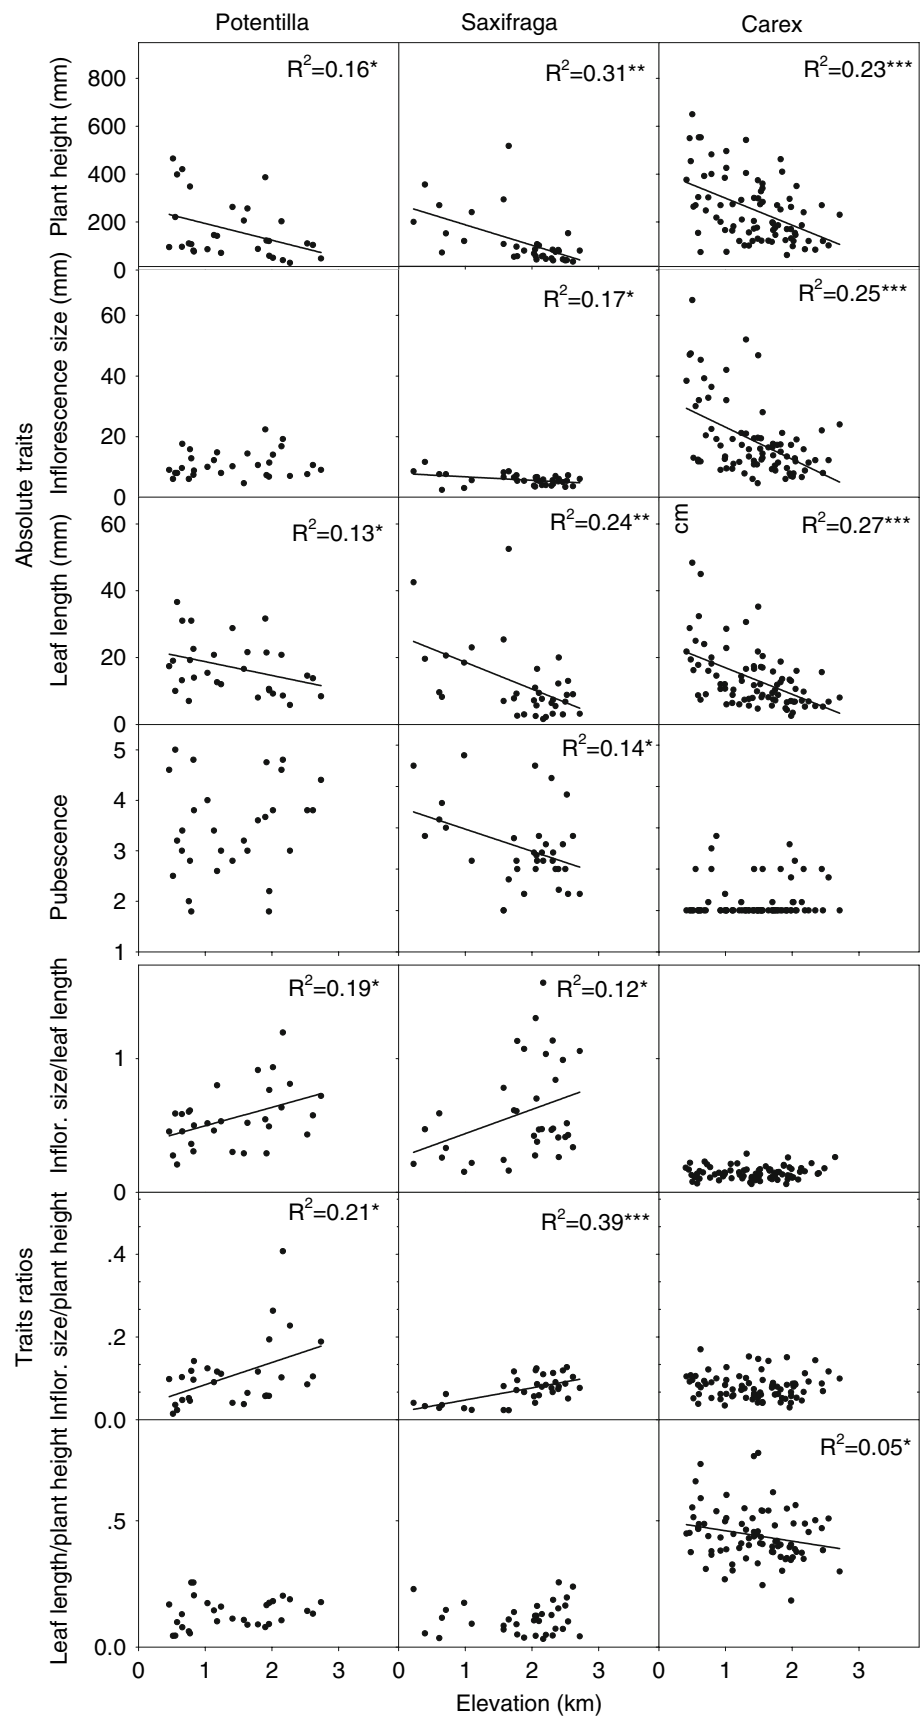 Potentilla Saxifraga Carex
Absolute traits
Plant height (mm)
800
600
400
200
0
R²=0.16*
R²=0.31**
R²=0.23***
Inflorescence size (mm)
60
40
20
0
R²=0.17*
R²=0.25***
Leaf length (mm)
60
40
20
0
R²=0.13*
R²=0.24**
cm
R²=0.27***
Pubescence
5
4
3
2
1
R²=0.14*
Traits ratios
Inflor. size/leaf length
1
0
R²=0.19*
R²=0.12*
Inflor. size/plant height
.4
.2
0.0
R²=0.21*
R²=0.39***
Leaf length/plant height
.5
0.0
R²=0.05*
0 1 2 3 0 1 2 3 0 1 2 3
Elevation (km)